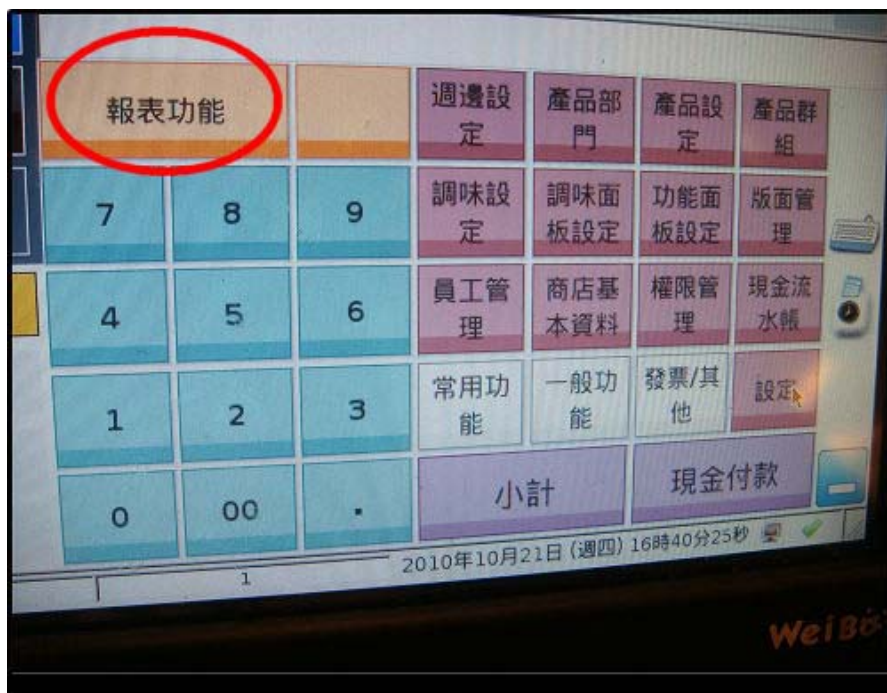 報表功能
週邊設定
產品部門
產品設定
產品群組
7
8
9
調味設定
調味面板設定
功能面板設定
版面管理
4
5
6
員工管理
商店基本資料
權限管理
現金流水帳
1
2
3
常用功能
一般功能
發票/其他
設定
0
00
.
小計
現金付款
1
2010年10月21日 (週四) 16時40分25秒